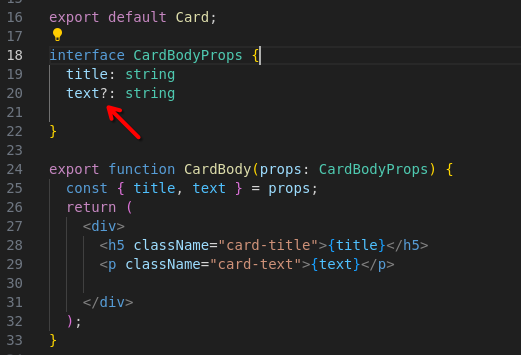 16 export default Card;
17
18 interface CardBodyProps {
19   title: string
20   text?: string
21
22 }
23
24 export function CardBody(props: CardBodyProps) {
25   const { title, text } = props;
26   return (
27     <div>
28       <h5 className="card-title">{title}</h5>
29       <p className="card-text">{text}</p>
30
31     </div>
32   );
33 }